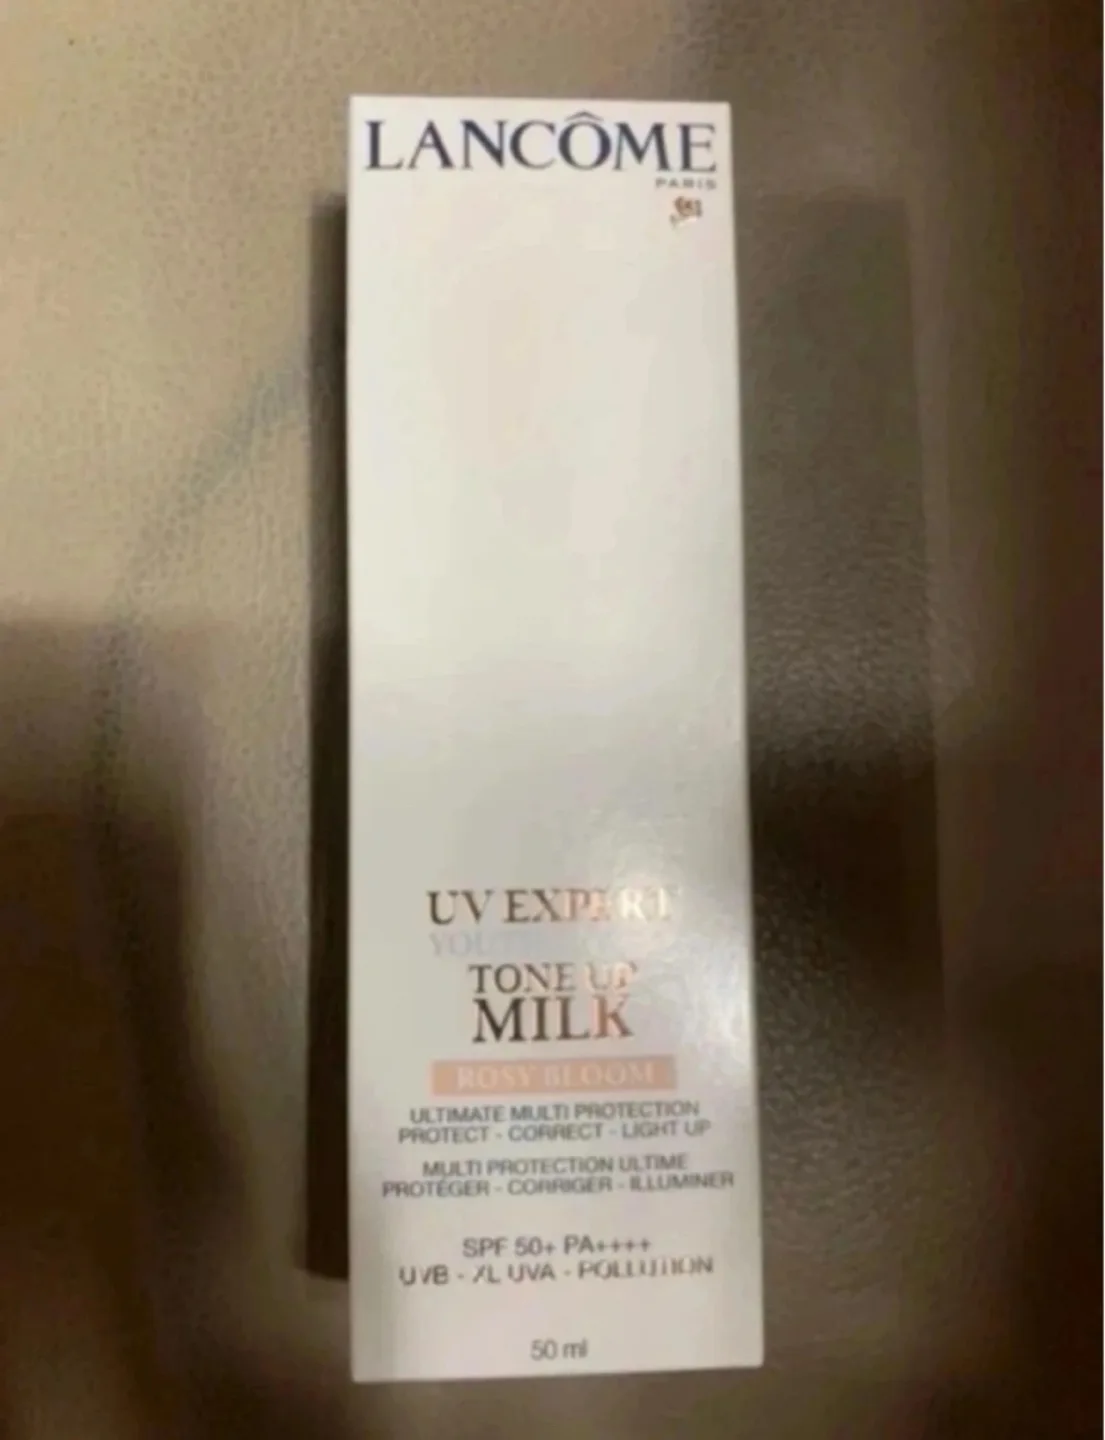 LANCÔME
PARIS
UV EXPERT
TONE UP
MILK
ROSY BLOOM
ULTIMATE MULTI PROTECTION
PROTECT - CORRECT - LIGHT UP
MULTI PROTECTION ULTIME
PROTÉGER - CORRIGER - ILLUMINER
SPF 50+ PA++++
UVB - XL UVA - POLLUTION
50 ml